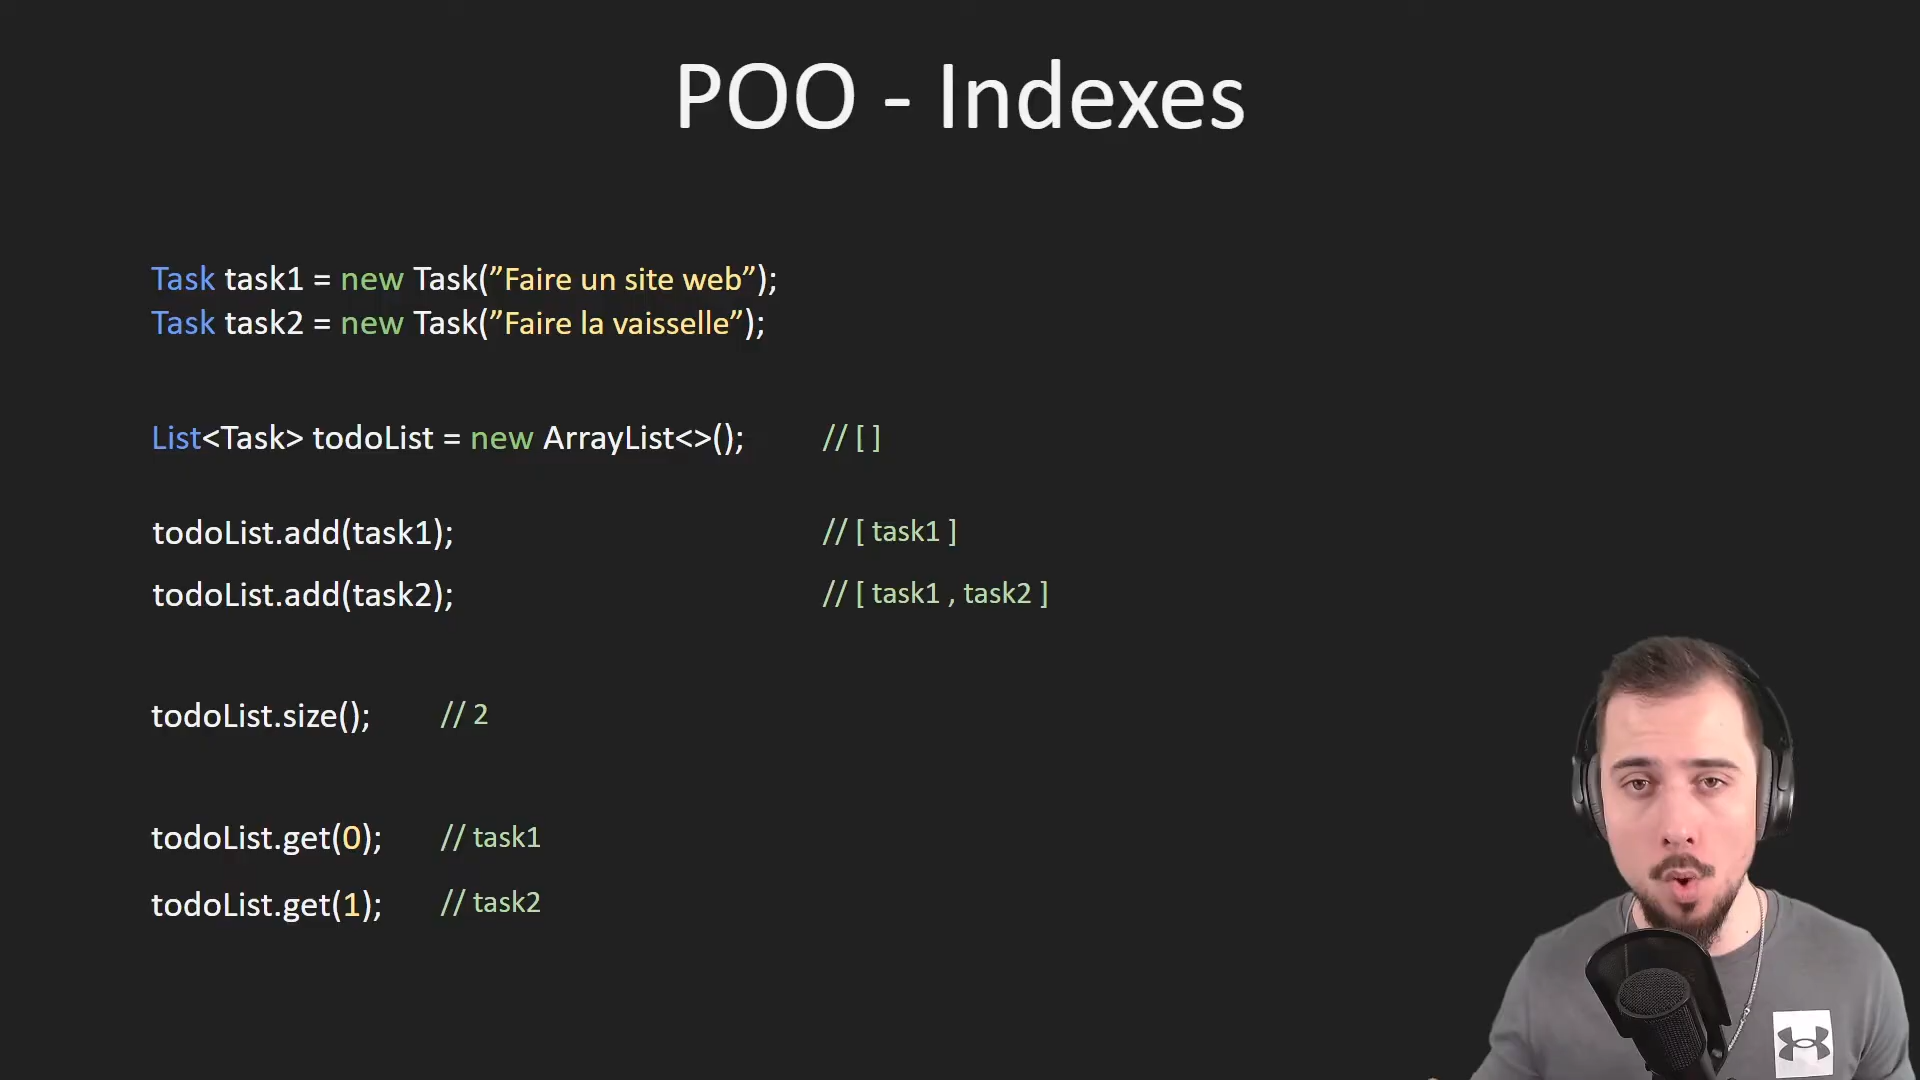 POO - Indexes
Task task1 = new Task(”Faire un site web”);
Task task2 = new Task(”Faire la vaisselle”);
List<Task> todoList = new ArrayList<>(); // [ ]
todoList.add(task1); // [ task1 ]
todoList.add(task2); // [ task1 , task2 ]
todoList.size(); // 2
todoList.get(0); // task1
todoList.get(1); // task2